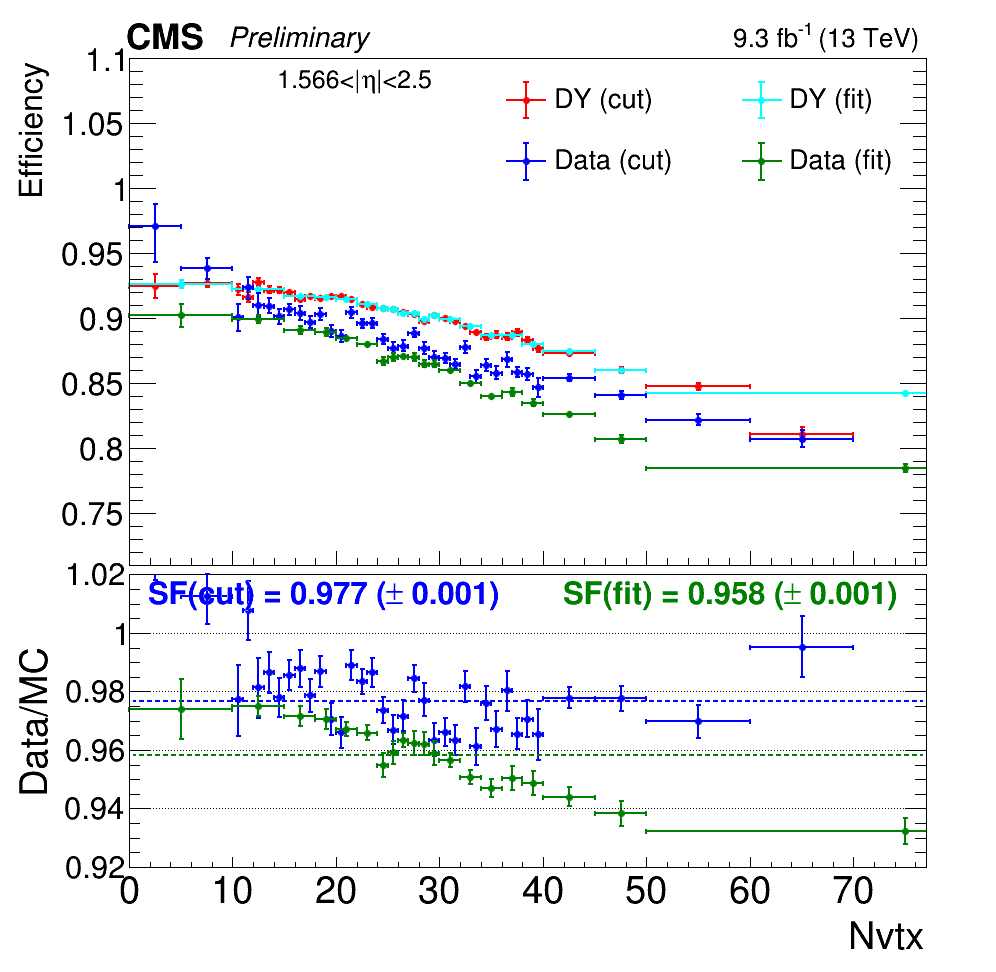 CMS Preliminary 9.3 fb⁻¹ (13 TeV)
1.566<|η|<2.5
Efficiency
DY (cut) DY (fit)
Data (cut) Data (fit)
1.1
1.05
1
0.95
0.9
0.85
0.8
0.75
SF(cut) = 0.977 (± 0.001) SF(fit) = 0.958 (± 0.001)
Data/MC
1.02
1
0.98
0.96
0.94
0.92
0 10 20 30 40 50 60 70
Nvtx